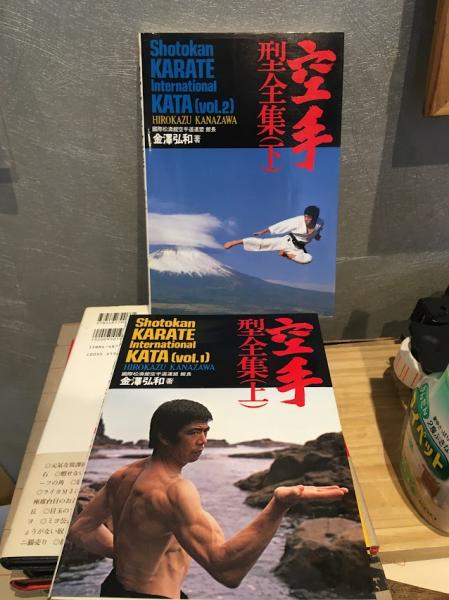 Shotokan
KARATE
International
KATA (vol.2)
HIROKAZU KANAZAWA
國際松濤館空手道連盟 館長
金澤弘和 著
空手
型全集(下)
Shotokan
KARATE
International
KATA (vol.1)
HIROKAZU KANAZAWA
國際松濤館空手道連盟 館長
金澤弘和 著
空手
型全集(上)